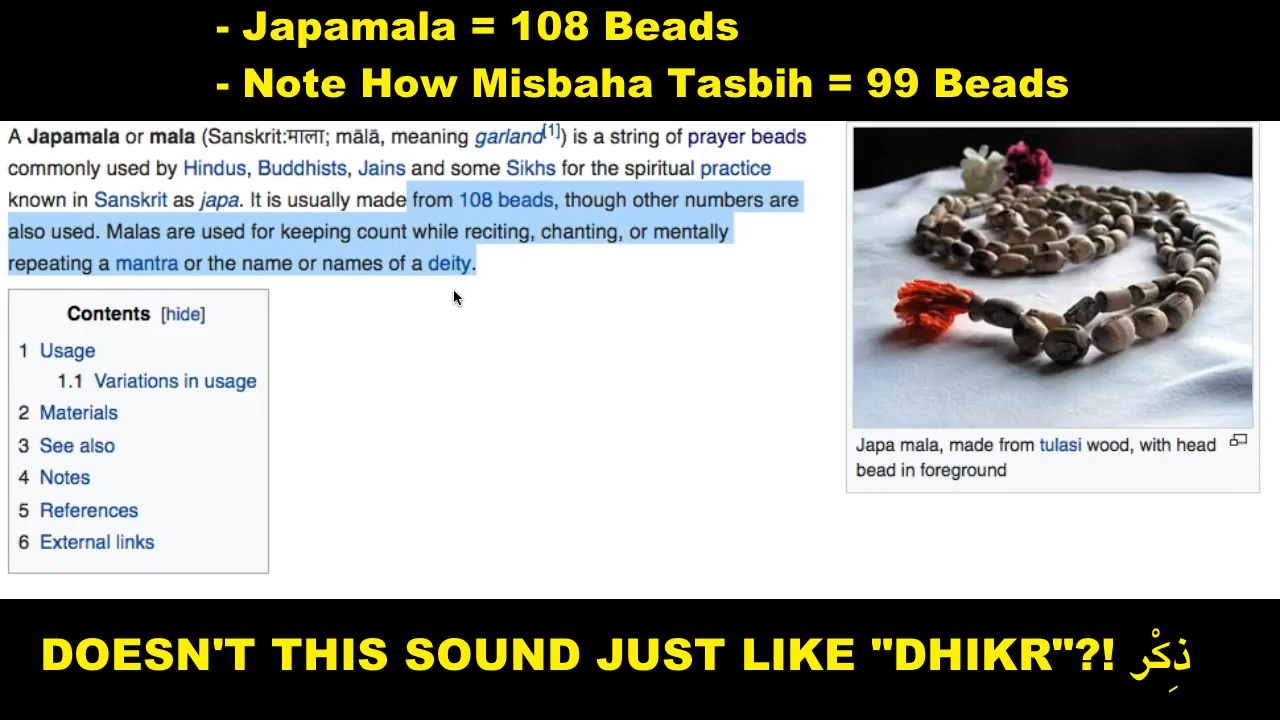 - Japamala = 108 Beads
- Note How Misbaha Tasbih = 99 Beads
A Japamala or mala (Sanskrit:माला; mālā, meaning garland[1]) is a string of prayer beads
commonly used by Hindus, Buddhists, Jains and some Sikhs for the spiritual practice
known in Sanskrit as japa. It is usually made from 108 beads, though other numbers are
also used. Malas are used for keeping count while reciting, chanting, or mentally
repeating a mantra or the name or names of a deity.
Contents [hide]
1 Usage
1.1 Variations in usage
2 Materials
3 See also
4 Notes
5 References
6 External links
Japa mala, made from tulasi wood, with head
bead in foreground
DOESN'T THIS SOUND JUST LIKE "DHIKR"?! ذِكْر